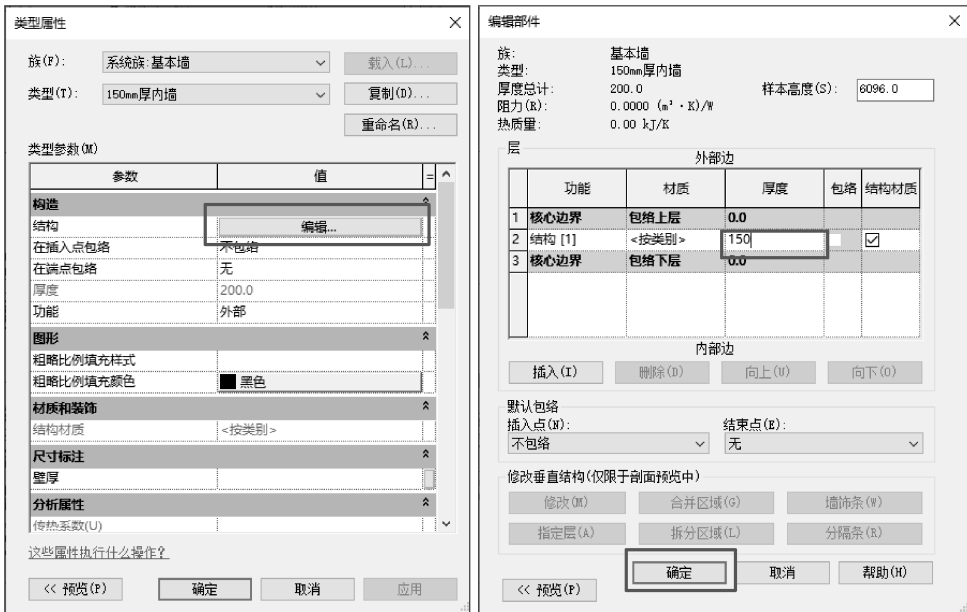 类型属性
族(F): 系统族:基本墙 载入(L)...
类型(T): 150mm厚内墙 复制(D)...
重命名(R)...
类型参数(M)
参数 值 =
构造
结构 编辑...
在插入点包络 不包络
在端点包络 无
厚度 200.0
功能 外部
图形
粗略比例填充样式
粗略比例填充颜色 黑色
材质和装饰
结构材质 <按类别>
尺寸标注
壁厚
分析属性
传热系数(U)
这些属性执行什么操作?
<< 预览(P) 确定 取消 应用
编辑部件
族: 基本墙
类型: 150mm厚内墙
厚度总计: 200.0 样本高度(S): 6096.0
阻力(R): 0.0000 (m²·K)/W
热质量: 0.00 kJ/K
层
外部边
功能 材质 厚度 包络 结构材质
1 核心边界 包络上层 0.0
2 结构 [1] <按类别> 150
3 核心边界 包络下层 0.0
内部边
插入(I) 删除(D) 向上(U) 向下(O)
默认包络
插入点(N): 结束点(E):
不包络 无
修改垂直结构(仅限于剖面预览中)
修改(M) 合并区域(G) 墙饰条(W)
指定层(A) 拆分区域(L) 分隔条(R)
确定 取消 帮助(H)
<< 预览(P)